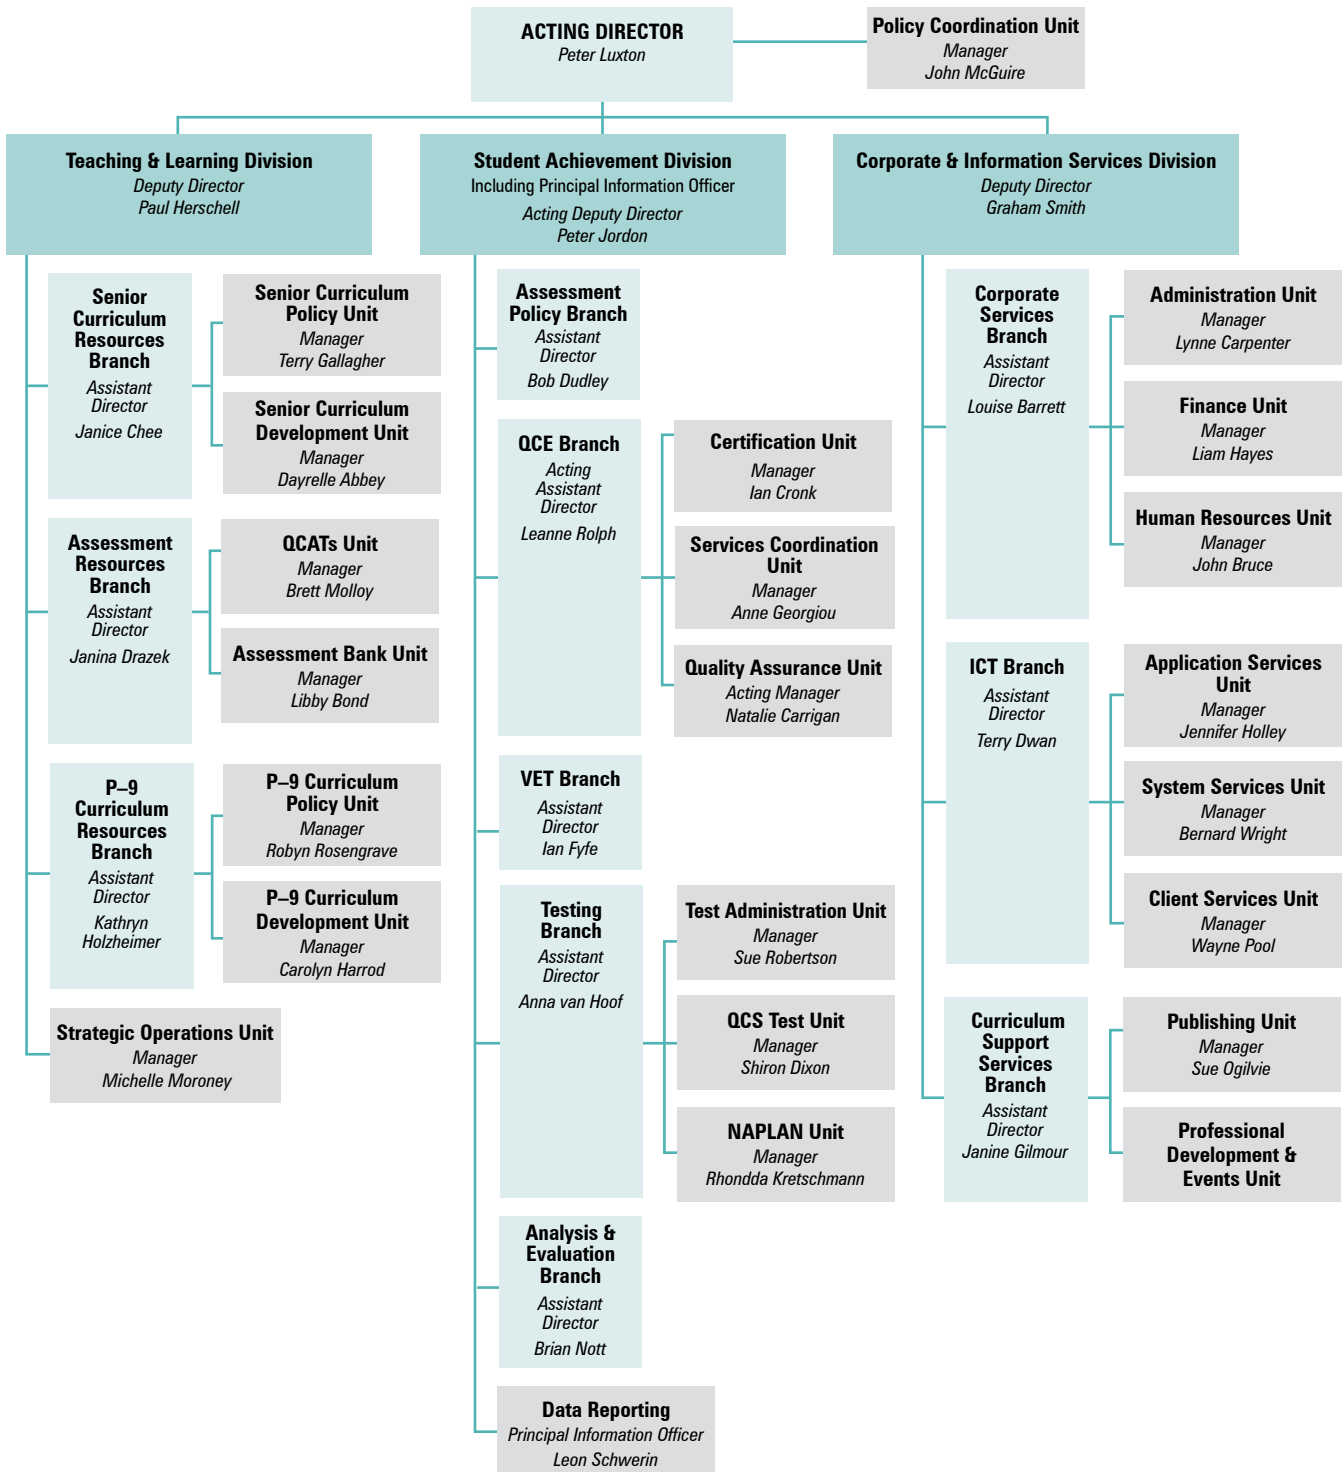 ACTING DIRECTOR
Peter Luxton
Policy Coordination Unit
Manager
John McGuire
Teaching & Learning Division
Deputy Director
Paul Herschell
Student Achievement Division
Including Principal Information Officer
Acting Deputy Director
Peter Jordon
Corporate & Information Services Division
Deputy Director
Graham Smith
Senior
Curriculum
Resources
Branch
Assistant
Director
Janice Chee
Senior Curriculum
Policy Unit
Manager
Terry Gallagher
Senior Curriculum
Development Unit
Manager
Dayrelle Abbey
Assessment
Resources
Branch
Assistant
Director
Janina Drazek
QCATs Unit
Manager
Brett Molloy
Assessment Bank Unit
Manager
Libby Bond
P–9
Curriculum
Resources
Branch
Assistant
Director
Kathryn
Holzheimer
P–9 Curriculum
Policy Unit
Manager
Robyn Rosengrave
P–9 Curriculum
Development Unit
Manager
Carolyn Harrod
Strategic Operations Unit
Manager
Michelle Moroney
Assessment
Policy Branch
Assistant
Director
Bob Dudley
QCE Branch
Acting
Assistant
Director
Leanne Rolph
Certification Unit
Manager
Ian Cronk
Services Coordination
Unit
Manager
Anne Georgiou
Quality Assurance Unit
Acting Manager
Natalie Carrigan
VET Branch
Assistant
Director
Ian Fyfe
Testing
Branch
Assistant
Director
Anna van Hoof
Test Administration Unit
Manager
Sue Robertson
QCS Test Unit
Manager
Shiron Dixon
NAPLAN Unit
Manager
Rhondda Kretschmann
Analysis &
Evaluation
Branch
Assistant
Director
Brian Nott
Data Reporting
Principal Information Officer
Leon Schwerin
Corporate
Services
Branch
Assistant
Director
Louise Barrett
Administration Unit
Manager
Lynne Carpenter
Finance Unit
Manager
Liam Hayes
Human Resources Unit
Manager
John Bruce
ICT Branch
Assistant
Director
Terry Dwan
Application Services
Unit
Manager
Jennifer Holley
System Services Unit
Manager
Bernard Wright
Client Services Unit
Manager
Wayne Pool
Curriculum
Support
Services
Branch
Assistant
Director
Janine Gilmour
Publishing Unit
Manager
Sue Ogilvie
Professional
Development &
Events Unit